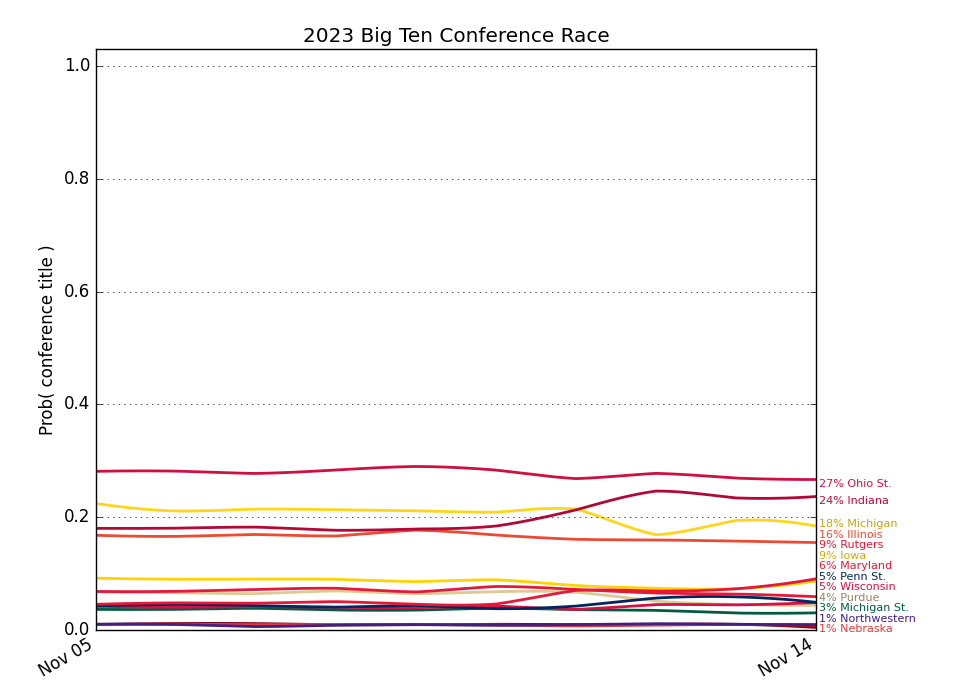 2023 Big Ten Conference Race
Prob( conference title )
1.0
0.8
0.6
0.4
0.2
0.0
Nov 05
Nov 14
27% Ohio St.
24% Indiana
18% Michigan
16% Illinois
9% Rutgers
9% Iowa
6% Maryland
5% Penn St.
5% Wisconsin
4% Purdue
3% Michigan St.
1% Northwestern
1% Nebraska